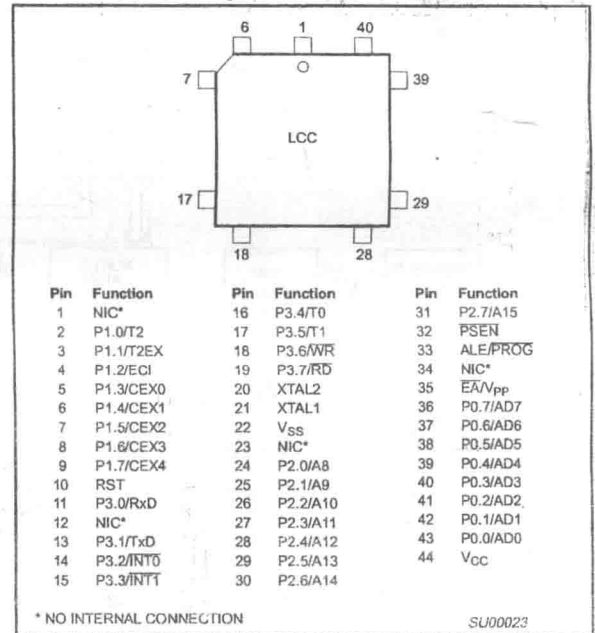 6 1 40
7 39
LCC
17 29
18 28
Pin Function
1 NIC*
2 P1.0/T2
3 P1.1/T2EX
4 P1.2/ECI
5 P1.3/CEX0
6 P1.4/CEX1
7 P1.5/CEX2
8 P1.6/CEX3
9 P1.7/CEX4
10 RST
11 P3.0/RxD
12 NIC*
13 P3.1/TxD
14 P3.2/INT0
15 P3.3/INT1
Pin Function
16 P3.4/T0
17 P3.5/T1
18 P3.6/WR
19 P3.7/RD
20 XTAL2
21 XTAL1
22 VSS
23 NIC*
24 P2.0/A8
25 P2.1/A9
26 P2.2/A10
27 P2.3/A11
28 P2.4/A12
29 P2.5/A13
30 P2.6/A14
Pin Function
31 P2.7/A15
32 PSEN
33 ALE/PROG
34 NIC*
35 EA/VPP
36 P0.7/AD7
37 P0.6/AD6
38 P0.5/AD5
39 P0.4/AD4
40 P0.3/AD3
41 P0.2/AD2
42 P0.1/AD1
43 P0.0/AD0
44 VCC
* NO INTERNAL CONNECTION
SU00023